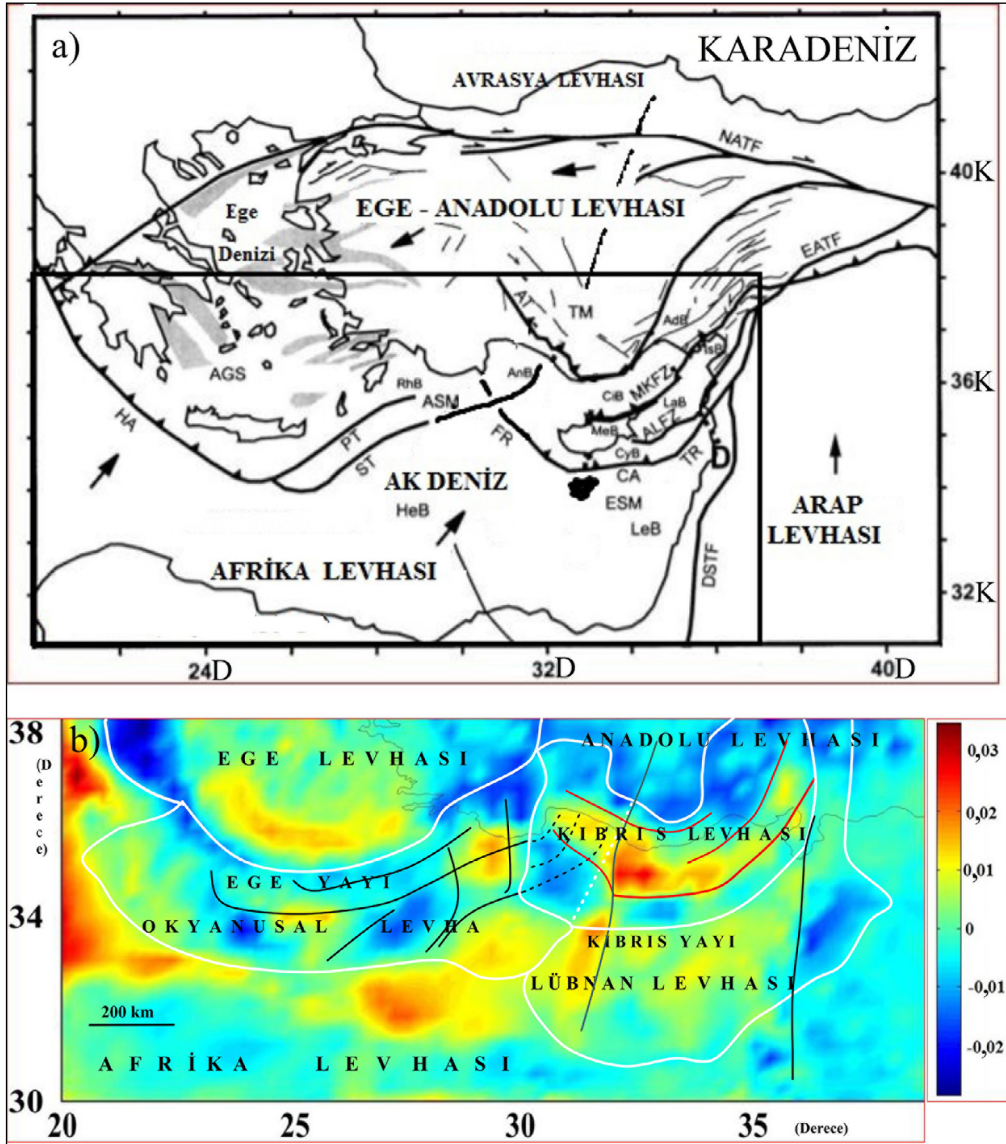 a)
KARADENİZ
AVRASYA LEVHASI
NATF
40K
EGE - ANADOLU LEVHASI
Ege
Denizi
EATF
AT
TM
AdB
IsB
AGS
RhB
AnB
36K
ASM
CiB
MKFZ
LaB
HA
PT
FR
MeB
ALFZ
ST
CyB
TR
D
CA
AK DENİZ
ESM
HeB
LeB
ARAP
LEVHASI
AFRİKA LEVHASI
DSTF
32K
24D
32D
40D
38
b)
(Derece)
EGE LEVHASI
ANADOLU LEVHASI
0,03
0,02
KIBRIS LEVHASI
0,01
EGE YAYI
34
OKYANUSAL LEVHA
0
KIBRIS YAYI
-0,01
LÜBNAN LEVHASI
200 km
-0,02
AFRİKA LEVHASI
30
20
25
30
35
(Derece)